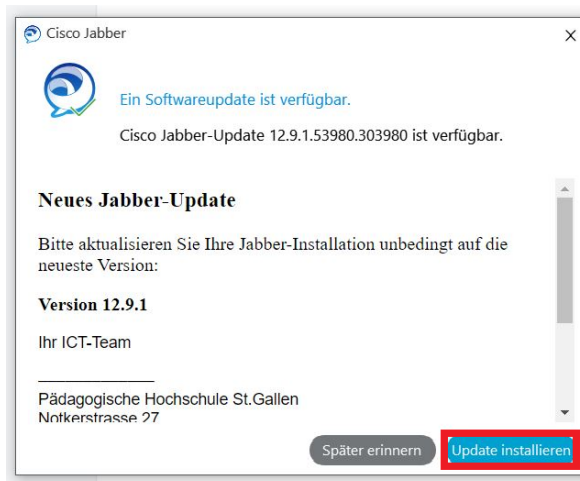 Cisco Jabber
Ein Softwareupdate ist verfügbar.
Cisco Jabber-Update 12.9.1.53980.303980 ist verfügbar.
Neues Jabber-Update
Bitte aktualisieren Sie Ihre Jabber-Installation unbedingt auf die
neueste Version:
Version 12.9.1
Ihr ICT-Team
Pädagogische Hochschule St.Gallen
Notkerstrasse 27
Später erinnern Update installieren